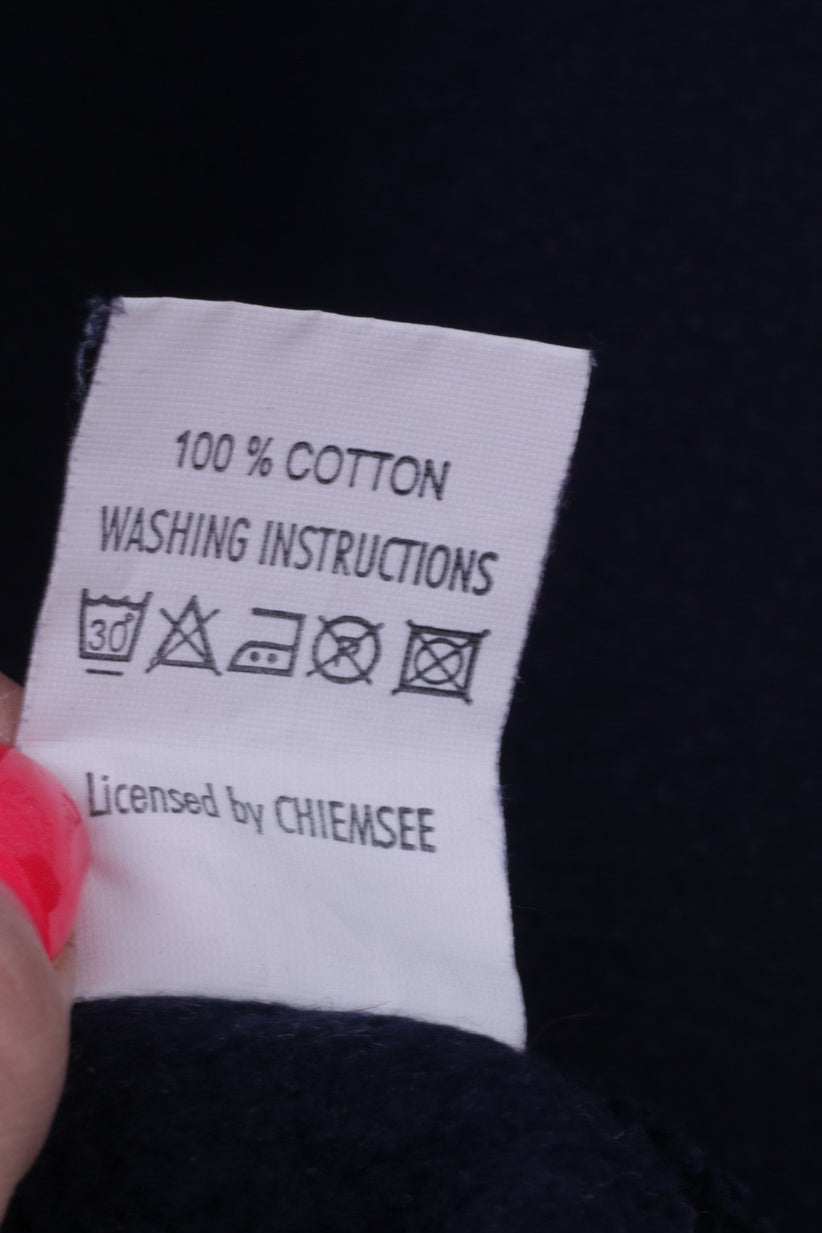 100 % COTTON
WASHING INSTRUCTIONS
30° P
Licensed by CHIEMSEE